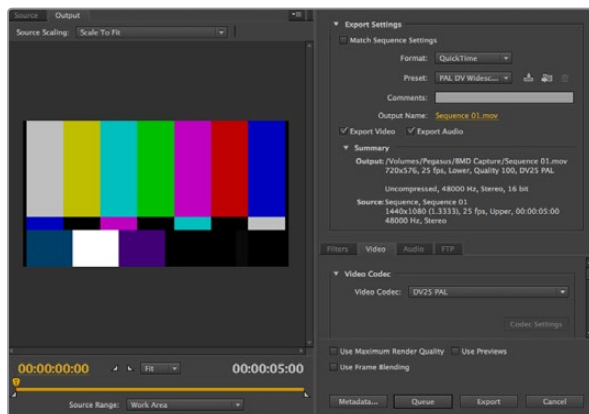 Source Output
Source Scaling: Scale To Fit
00:00:00:00 Fit 00:00:05:00
Source Range: Work Area
Export Settings
Match Sequence Settings
Format: QuickTime
Preset: PAL DV Widesc...
Comments:
Output Name: Sequence 01.mov
Export Video Export Audio
Summary
Output: /Volumes/Pegasus/BMD Capture/Sequence 01.mov
720x576, 25 fps, Lower, Quality 100, DV25 PAL
Uncompressed, 48000 Hz, Stereo, 16 bit
Source: Sequence, Sequence 01
1440x1080 (1.3333), 25 fps, Upper, 00:00:05:00
48000 Hz, Stereo
Filters Video Audio FTP
Video Codec
Video Codec: DV25 PAL
Codec Settings
Use Maximum Render Quality Use Previews
Use Frame Blending
Metadata... Queue Export Cancel